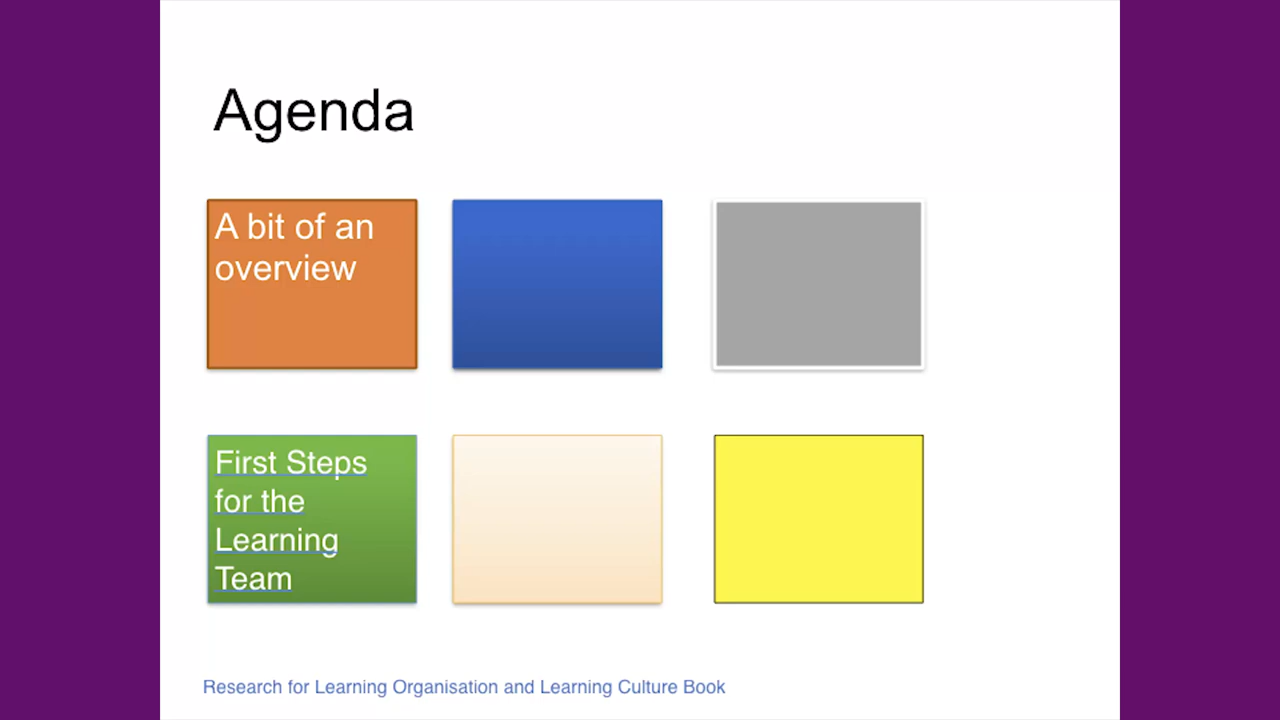 Agenda
A bit of an
overview
First Steps
for the
Learning
Team
Research for Learning Organisation and Learning Culture Book